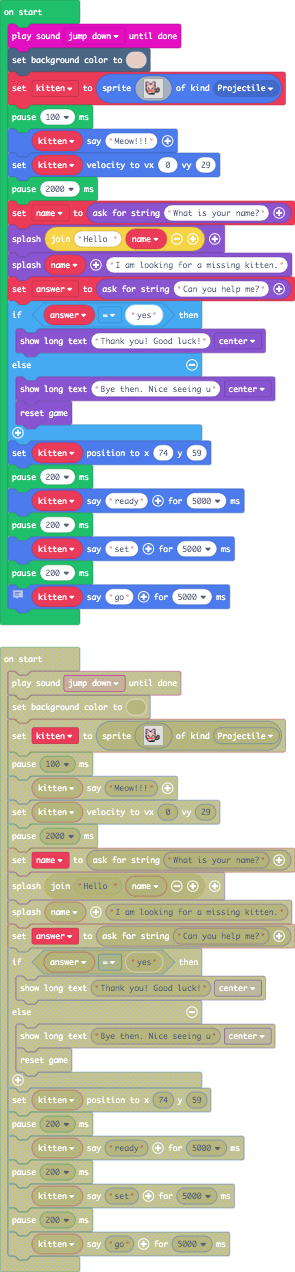 on start
play sound jump down until done
set background color to
set kitten to sprite of kind Projectile
pause 100 ms
kitten say "Meow!!!"
set kitten velocity to vx 0 vy 29
pause 2000 ms
set name to ask for string "What is your name?"
splash join "Hello " name
splash name "I am looking for a missing kitten."
set answer to ask for string "Can you help me?"
if answer = "yes" then
show long text "Thank you! Good luck!" center
else
show long text "Bye then. Nice seeing u" center
reset game
set kitten position to x 74 y 59
pause 200 ms
kitten say "ready" for 5000 ms
pause 200 ms
kitten say "set" for 5000 ms
pause 200 ms
kitten say "go" for 5000 ms
on start
play sound jump down until done
set background color to
set kitten to sprite of kind Projectile
pause 100 ms
kitten say "Meow!!!"
set kitten velocity to vx 0 vy 29
pause 2000 ms
set name to ask for string "What is your name?"
splash join "Hello " name
splash name "I am looking for a missing kitten."
set answer to ask for string "Can you help me?"
if answer = "yes" then
show long text "Thank you! Good luck!" center
else
show long text "Bye then. Nice seeing u" center
reset game
set kitten position to x 74 y 59
pause 200 ms
kitten say "ready" for 5000 ms
pause 200 ms
kitten say "set" for 5000 ms
pause 200 ms
kitten say "go" for 5000 ms